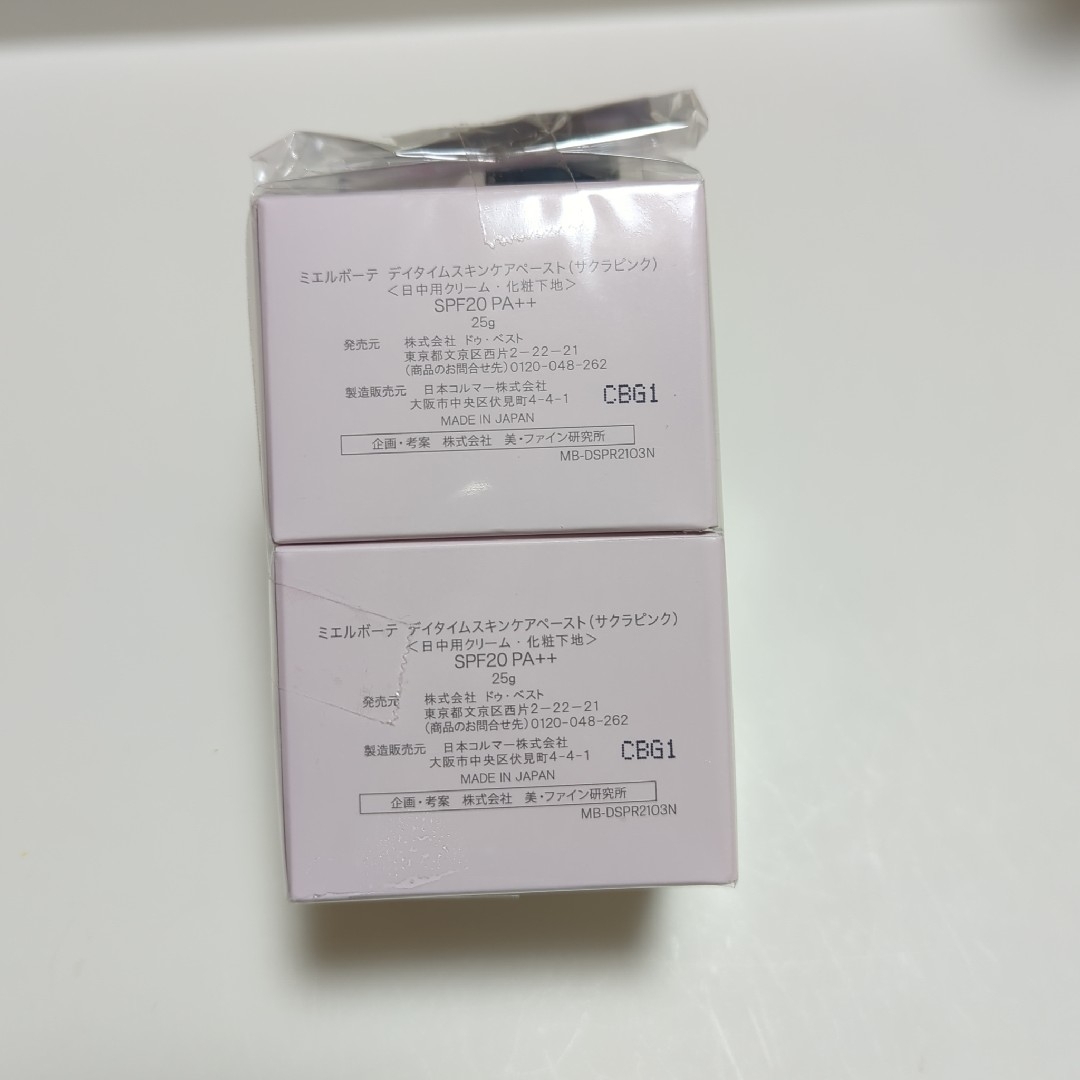 ミエルボーテ デイタイムスキンケアペースト(サクラピンク)
<日中用クリーム・化粧下地>
SPF20 PA++
25g
発売元 株式会社 ドゥ・ベスト
東京都文京区西片2-22-21
(商品のお問合せ先)0120-048-262
製造販売元 日本コルマー株式会社
大阪市中央区伏見町4-4-1
CBG1
MADE IN JAPAN
企画・考案 株式会社 美・ファイン研究所
MB-DSPR2103N
ミエルボーテ デイタイムスキンケアペースト(サクラピンク)
<日中用クリーム・化粧下地>
SPF20 PA++
25g
発売元 株式会社 ドゥ・ベスト
東京都文京区西片2-22-21
(商品のお問合せ先)0120-048-262
製造販売元 日本コルマー株式会社
大阪市中央区伏見町4-4-1
CBG1
MADE IN JAPAN
企画・考案 株式会社 美・ファイン研究所
MB-DSPR2103N